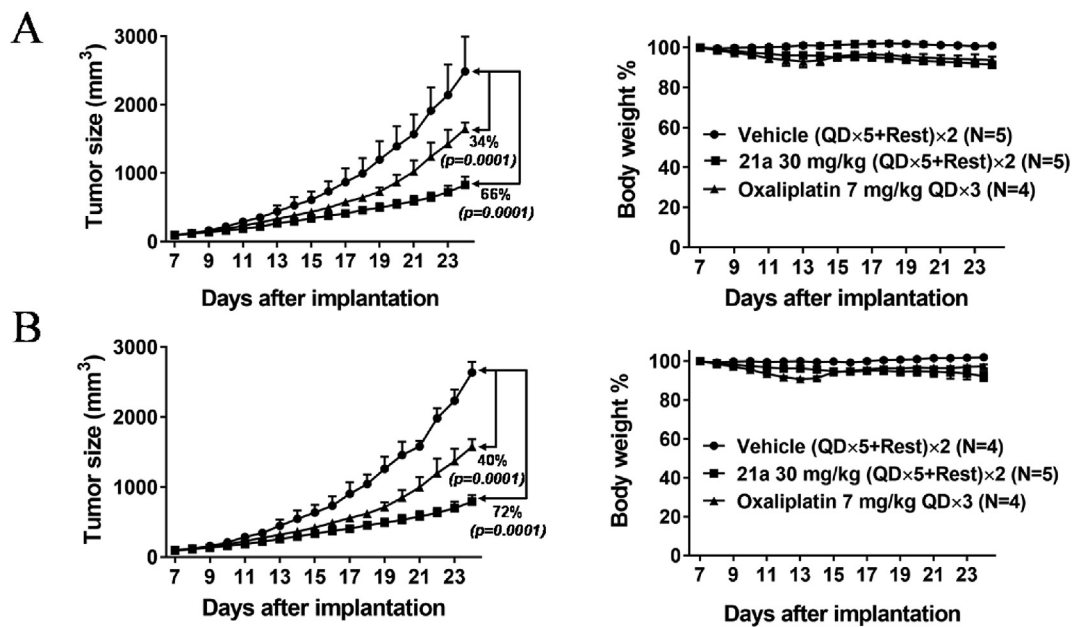 A
Tumor size (mm³)
3000
2000
1000
0
34%
(p=0.0001)
66%
(p=0.0001)
7 9 11 13 15 17 19 21 23
Days after implantation
Body weight %
100
80
60
40
20
0
Vehicle (QD×5+Rest)×2 (N=5)
21a 30 mg/kg (QD×5+Rest)×2 (N=5)
Oxaliplatin 7 mg/kg QD×3 (N=4)
7 9 11 13 15 17 19 21 23
Days after implantation
B
Tumor size (mm³)
3000
2000
1000
0
40%
(p=0.0001)
72%
(p=0.0001)
7 9 11 13 15 17 19 21 23
Days after implantation
Body weight %
100
80
60
40
20
0
Vehicle (QD×5+Rest)×2 (N=4)
21a 30 mg/kg (QD×5+Rest)×2 (N=5)
Oxaliplatin 7 mg/kg QD×3 (N=4)
7 9 11 13 15 17 19 21 23
Days after implantation